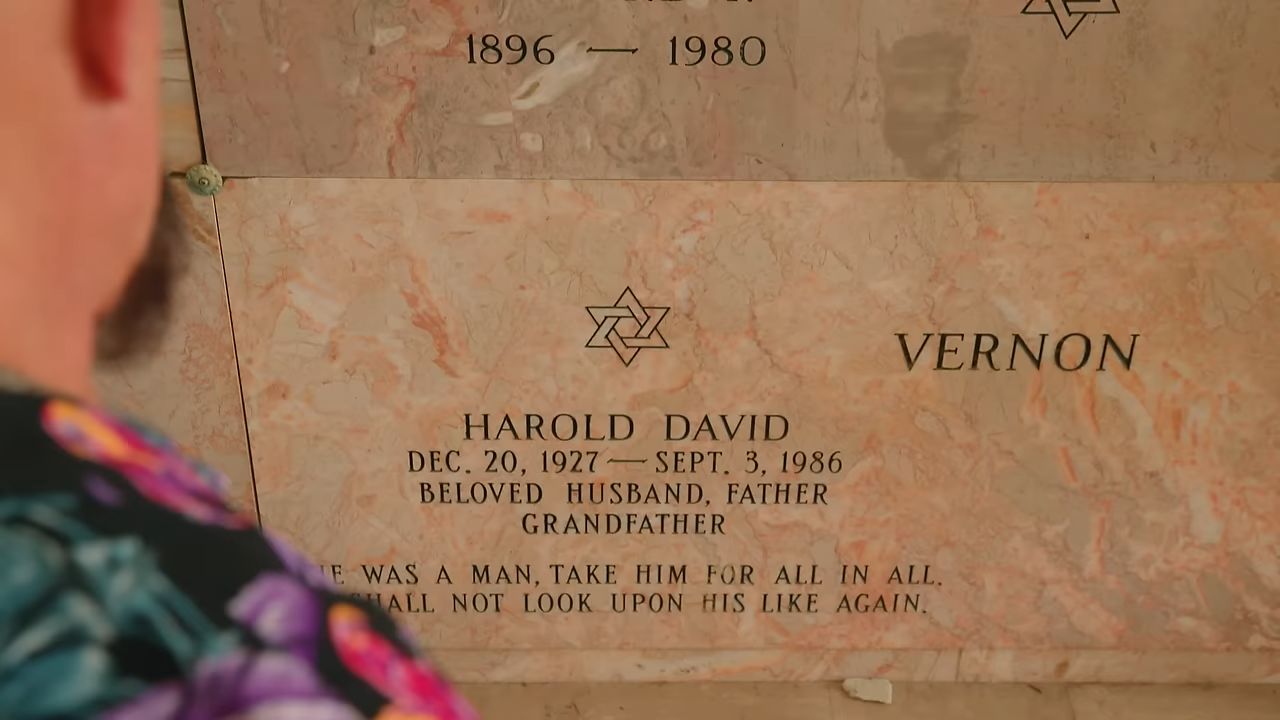 1896 — 1980
VERNON
HAROLD DAVID
DEC. 20, 1927 — SEPT. 3, 1986
BELOVED HUSBAND, FATHER
GRANDFATHER
WAS A MAN, TAKE HIM FOR ALL IN ALL.
SHALL NOT LOOK UPON HIS LIKE AGAIN.